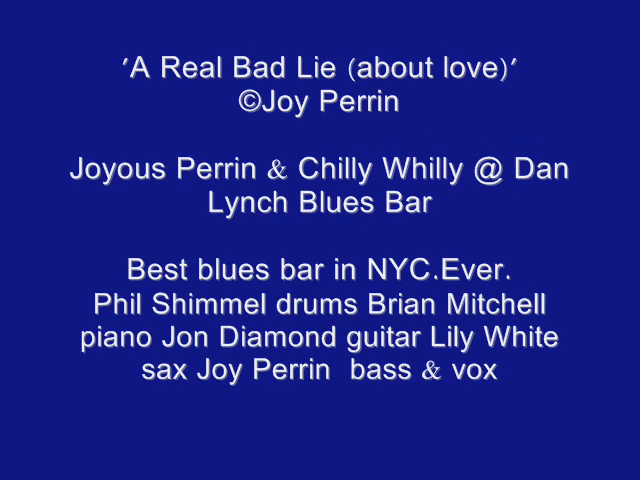 'A Real Bad Lie (about love)'
©Joy Perrin
Joyous Perrin & Chilly Whilly @ Dan
Lynch Blues Bar
Best blues bar in NYC.Ever.
Phil Shimmel drums Brian Mitchell
piano Jon Diamond guitar Lily White
sax Joy Perrin  bass & vox